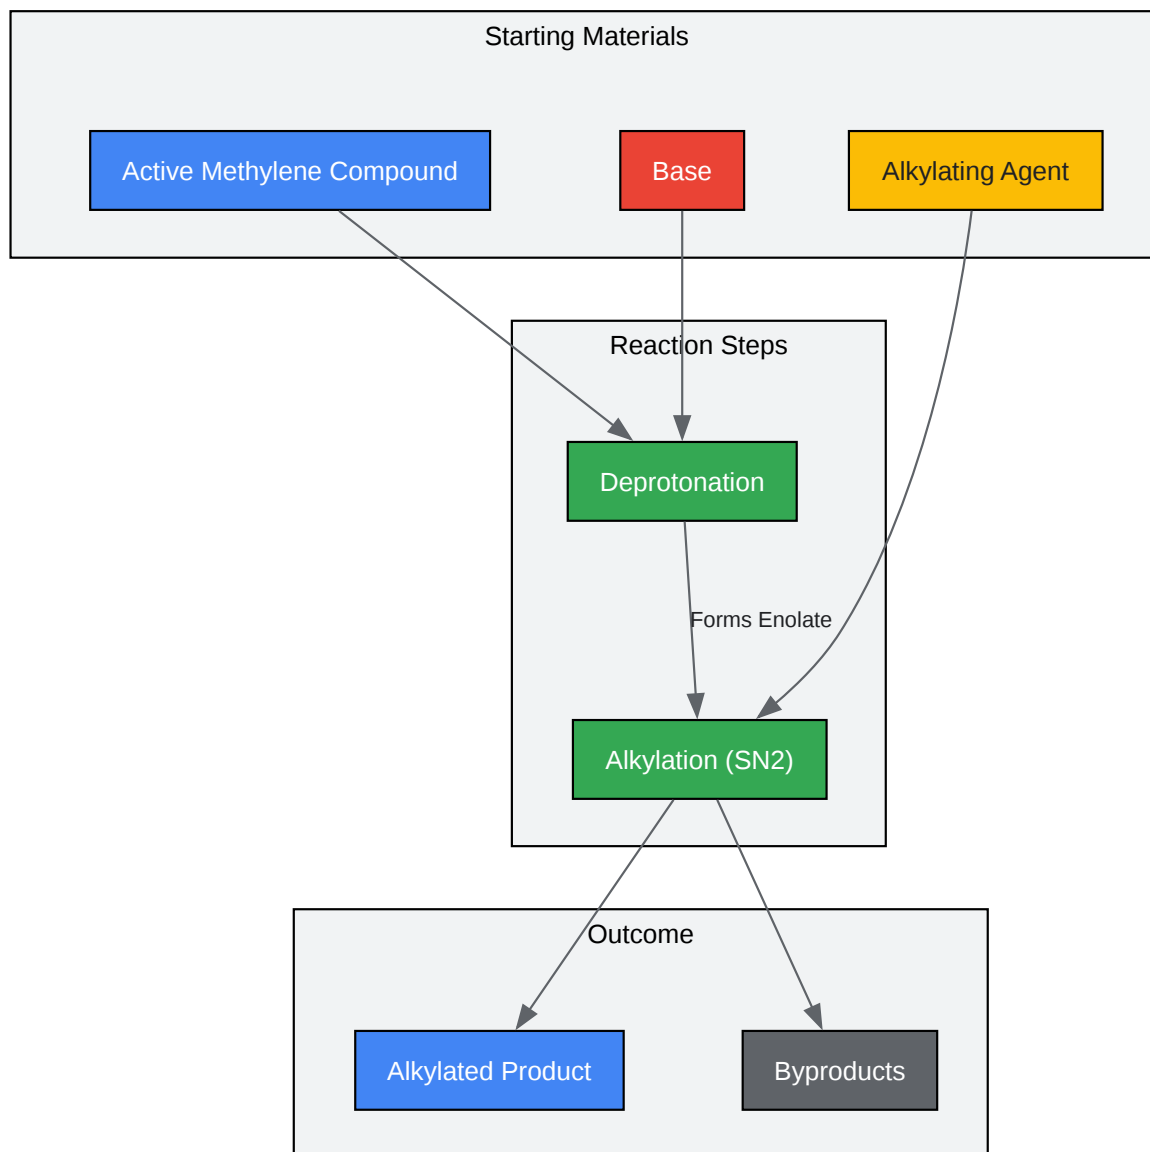 Starting Materials
Active Methylene Compound
Base
Alkylating Agent
Reaction Steps
Deprotonation
Forms Enolate
Alkylation (SN2)
Outcome
Alkylated Product
Byproducts